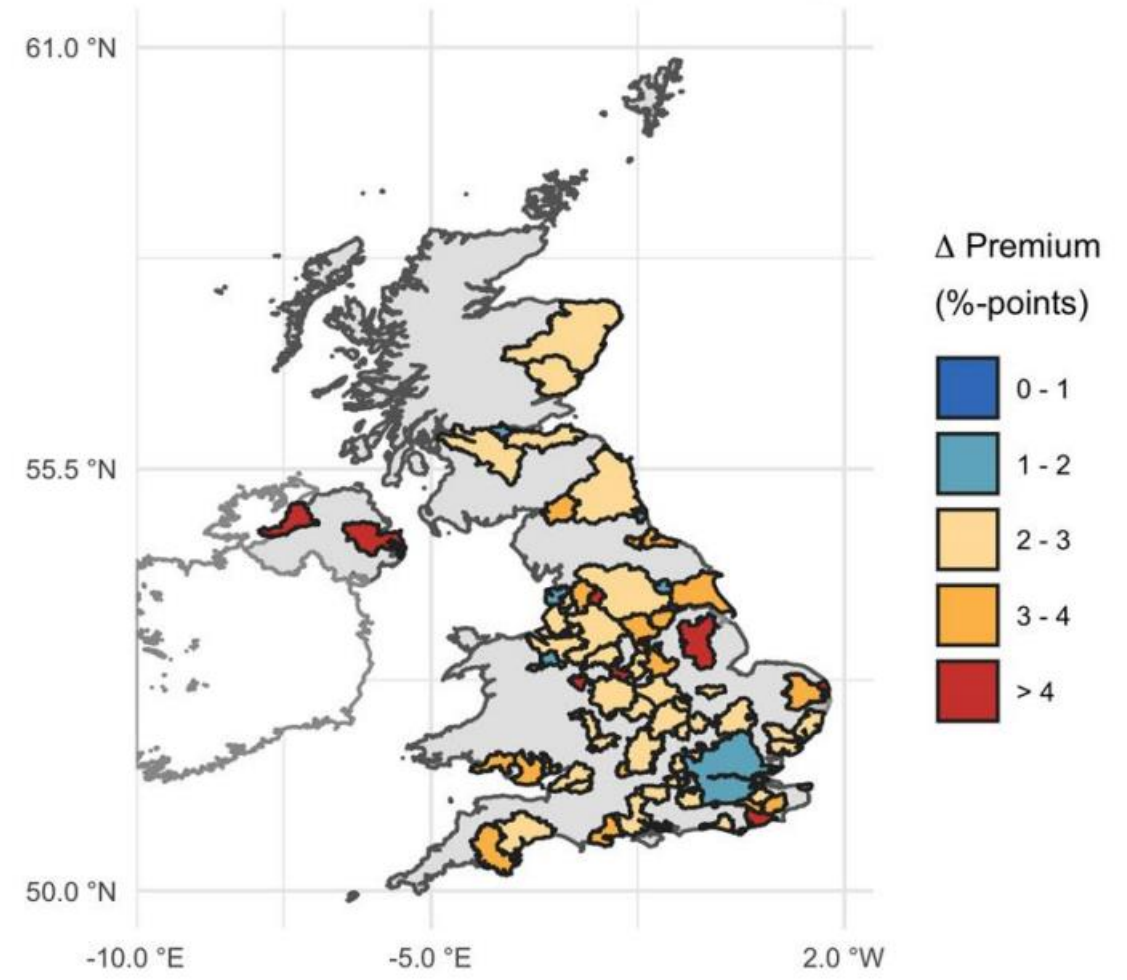 61.0 °N
55.5 °N
50.0 °N
-10.0 °E
-5.0 °E
2.0 °W
Δ Premium
(%-points)
0 - 1
1 - 2
2 - 3
3 - 4
> 4